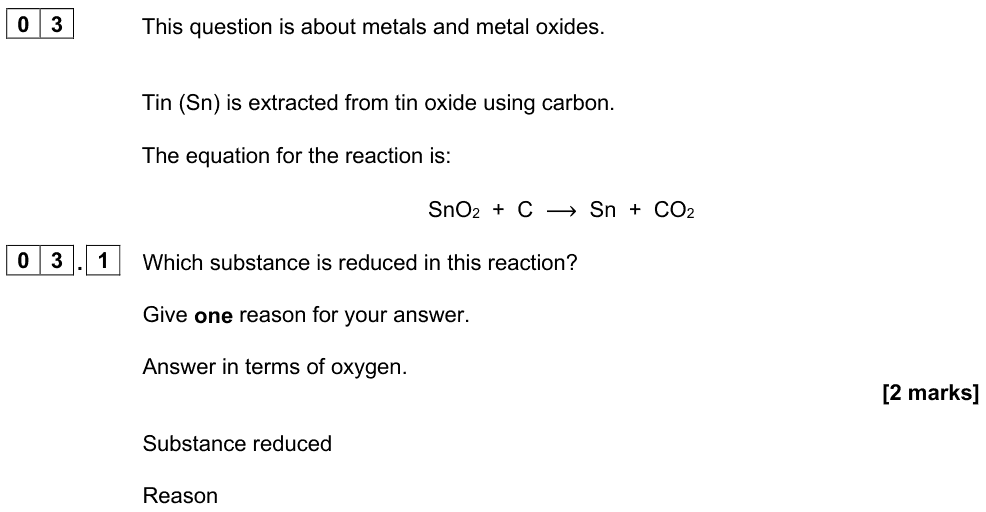 0 3 This question is about metals and metal oxides.
Tin (Sn) is extracted from tin oxide using carbon.
The equation for the reaction is:
SnO₂ + C ⟶ Sn + CO₂
0 3 . 1 Which substance is reduced in this reaction?
Give one reason for your answer.
Answer in terms of oxygen.
[2 marks]
Substance reduced
Reason